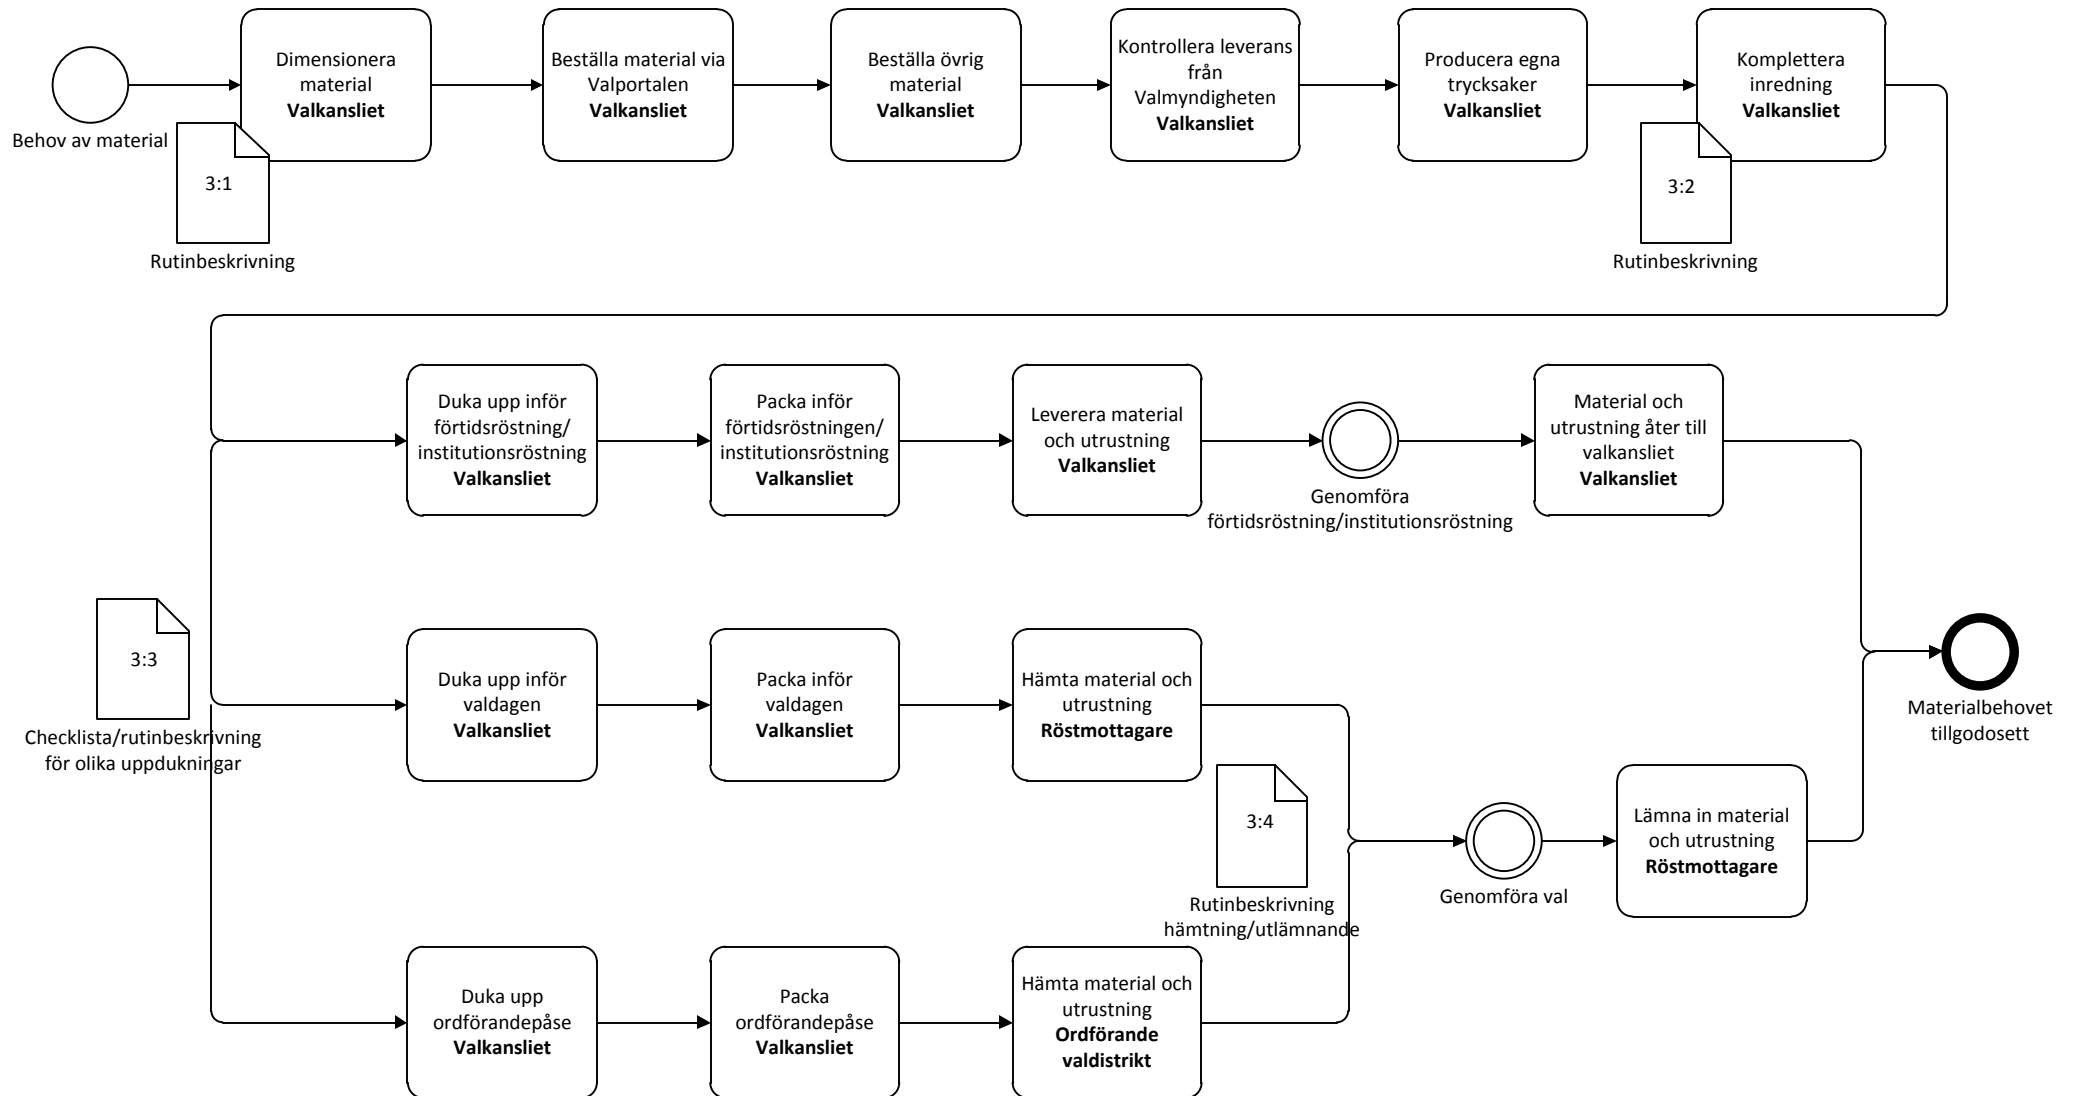 Behov av material
Dimensionera
material
Valkansliet
3:1
Rutinbeskrivning
Beställa material via
Valportalen
Valkansliet
Beställa övrig
material
Valkansliet
Kontrollera leverans
från
Valmyndigheten
Valkansliet
Producera egna
trycksaker
Valkansliet
Komplettera
inredning
Valkansliet
3:2
Rutinbeskrivning
Duka upp inför
förtidsröstning/
institutionsröstning
Valkansliet
Packa inför
förtidsröstningen/
institutionsröstning
Valkansliet
Leverera material
och utrustning
Valkansliet
Genomföra
förtidsröstning/institutionsröstning
Material och
utrustning åter till
valkansliet
Valkansliet
3:3
Checklista/rutinbeskrivning
för olika uppdukningar
Duka upp inför
valdagen
Valkansliet
Packa inför
valdagen
Valkansliet
Hämta material och
utrustning
Röstmottagare
3:4
Rutinbeskrivning
hämtning/utlämnande
Genomföra val
Lämna in material
och utrustning
Röstmottagare
Materialbehovet
tillgodosett
Duka upp
ordförandepåse
Valkansliet
Packa
ordförandepåse
Valkansliet
Hämta material och
utrustning
Ordförande
valdistrikt